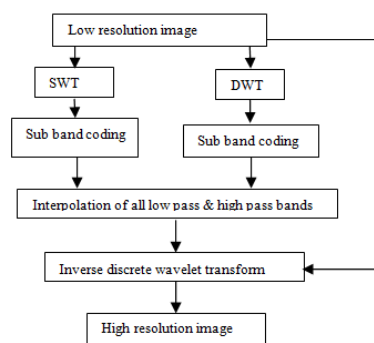 Low resolution image
SWT
DWT
Sub band coding
Sub band coding
Interpolation of all low pass & high pass bands
Inverse discrete wavelet transform
High resolution image